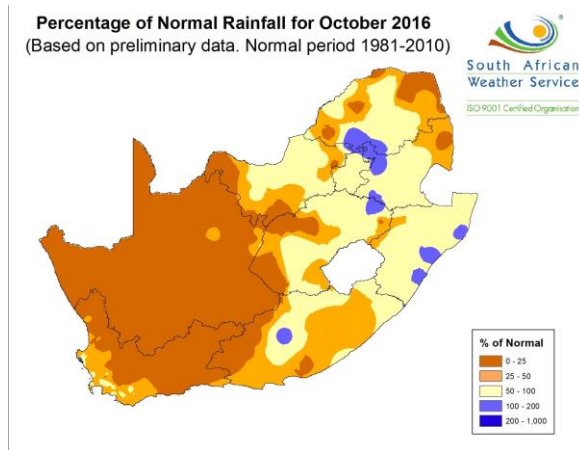 Percentage of Normal Rainfall for October 2016
(Based on preliminary data. Normal period 1981-2010)
South African
Weather Service
ISO 9001 Certified Organisation
% of Normal
0 - 25
25 - 50
50 - 100
100 - 200
200 - 1,000